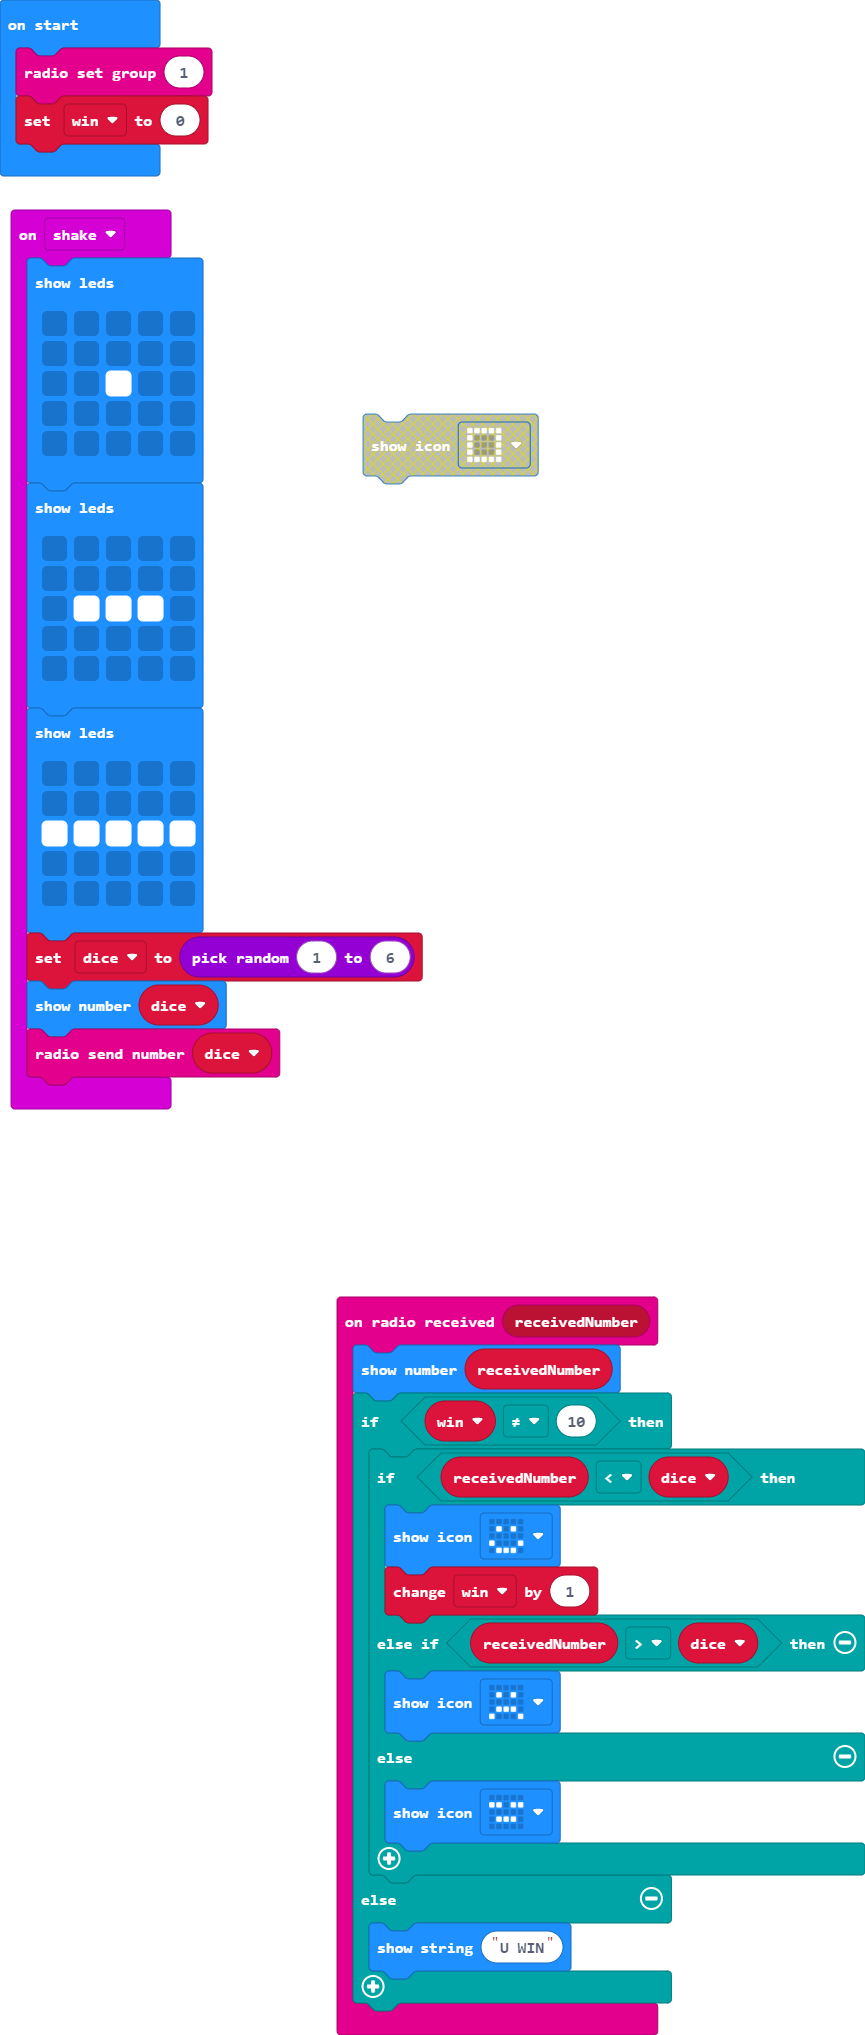 on start
radio set group 1
set win to 0
on shake
show leds
show icon
show leds
show leds
set dice to pick random 1 to 6
show number dice
radio send number dice
on radio received receivedNumber
show number receivedNumber
if win ≠ 10 then
if receivedNumber < dice then
show icon
change win by 1
else if receivedNumber > dice then
show icon
else
show icon
else
show string "U WIN"